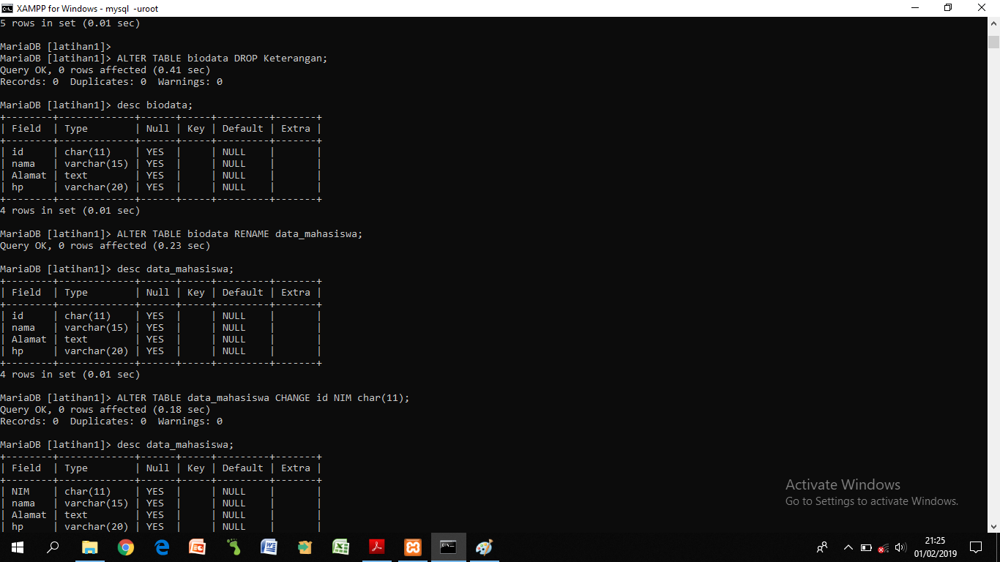 XAMPP for Windows - mysql -uroot
5 rows in set (0.01 sec)
MariaDB [latihan1]>
MariaDB [latihan1]> ALTER TABLE biodata DROP Keterangan;
Query OK, 0 rows affected (0.41 sec)
Records: 0  Duplicates: 0  Warnings: 0
MariaDB [latihan1]> desc biodata;
+--------+-------------+------+-----+---------+-------+
| Field  | Type        | Null | Key | Default | Extra |
+--------+-------------+------+-----+---------+-------+
| id     | char(11)    | YES  |     | NULL    |       |
| nama   | varchar(15) | YES  |     | NULL    |       |
| Alamat | text        | YES  |     | NULL    |       |
| hp     | varchar(20) | YES  |     | NULL    |       |
+--------+-------------+------+-----+---------+-------+
4 rows in set (0.01 sec)
MariaDB [latihan1]> ALTER TABLE biodata RENAME data_mahasiswa;
Query OK, 0 rows affected (0.23 sec)
MariaDB [latihan1]> desc data_mahasiswa;
+--------+-------------+------+-----+---------+-------+
| Field  | Type        | Null | Key | Default | Extra |
+--------+-------------+------+-----+---------+-------+
| id     | char(11)    | YES  |     | NULL    |       |
| nama   | varchar(15) | YES  |     | NULL    |       |
| Alamat | text        | YES  |     | NULL    |       |
| hp     | varchar(20) | YES  |     | NULL    |       |
+--------+-------------+------+-----+---------+-------+
4 rows in set (0.01 sec)
MariaDB [latihan1]> ALTER TABLE data_mahasiswa CHANGE id NIM char(11);
Query OK, 0 rows affected (0.18 sec)
Records: 0  Duplicates: 0  Warnings: 0
MariaDB [latihan1]> desc data_mahasiswa;
+--------+-------------+------+-----+---------+-------+
| Field  | Type        | Null | Key | Default | Extra |
+--------+-------------+------+-----+---------+-------+
| NIM    | char(11)    | YES  |     | NULL    |       |
| nama   | varchar(15) | YES  |     | NULL    |       |
| Alamat | text        | YES  |     | NULL    |       |
| hp     | varchar(20) | YES  |     | NULL    |       |
Activate Windows
Go to Settings to activate Windows.
21:25
01/02/2019